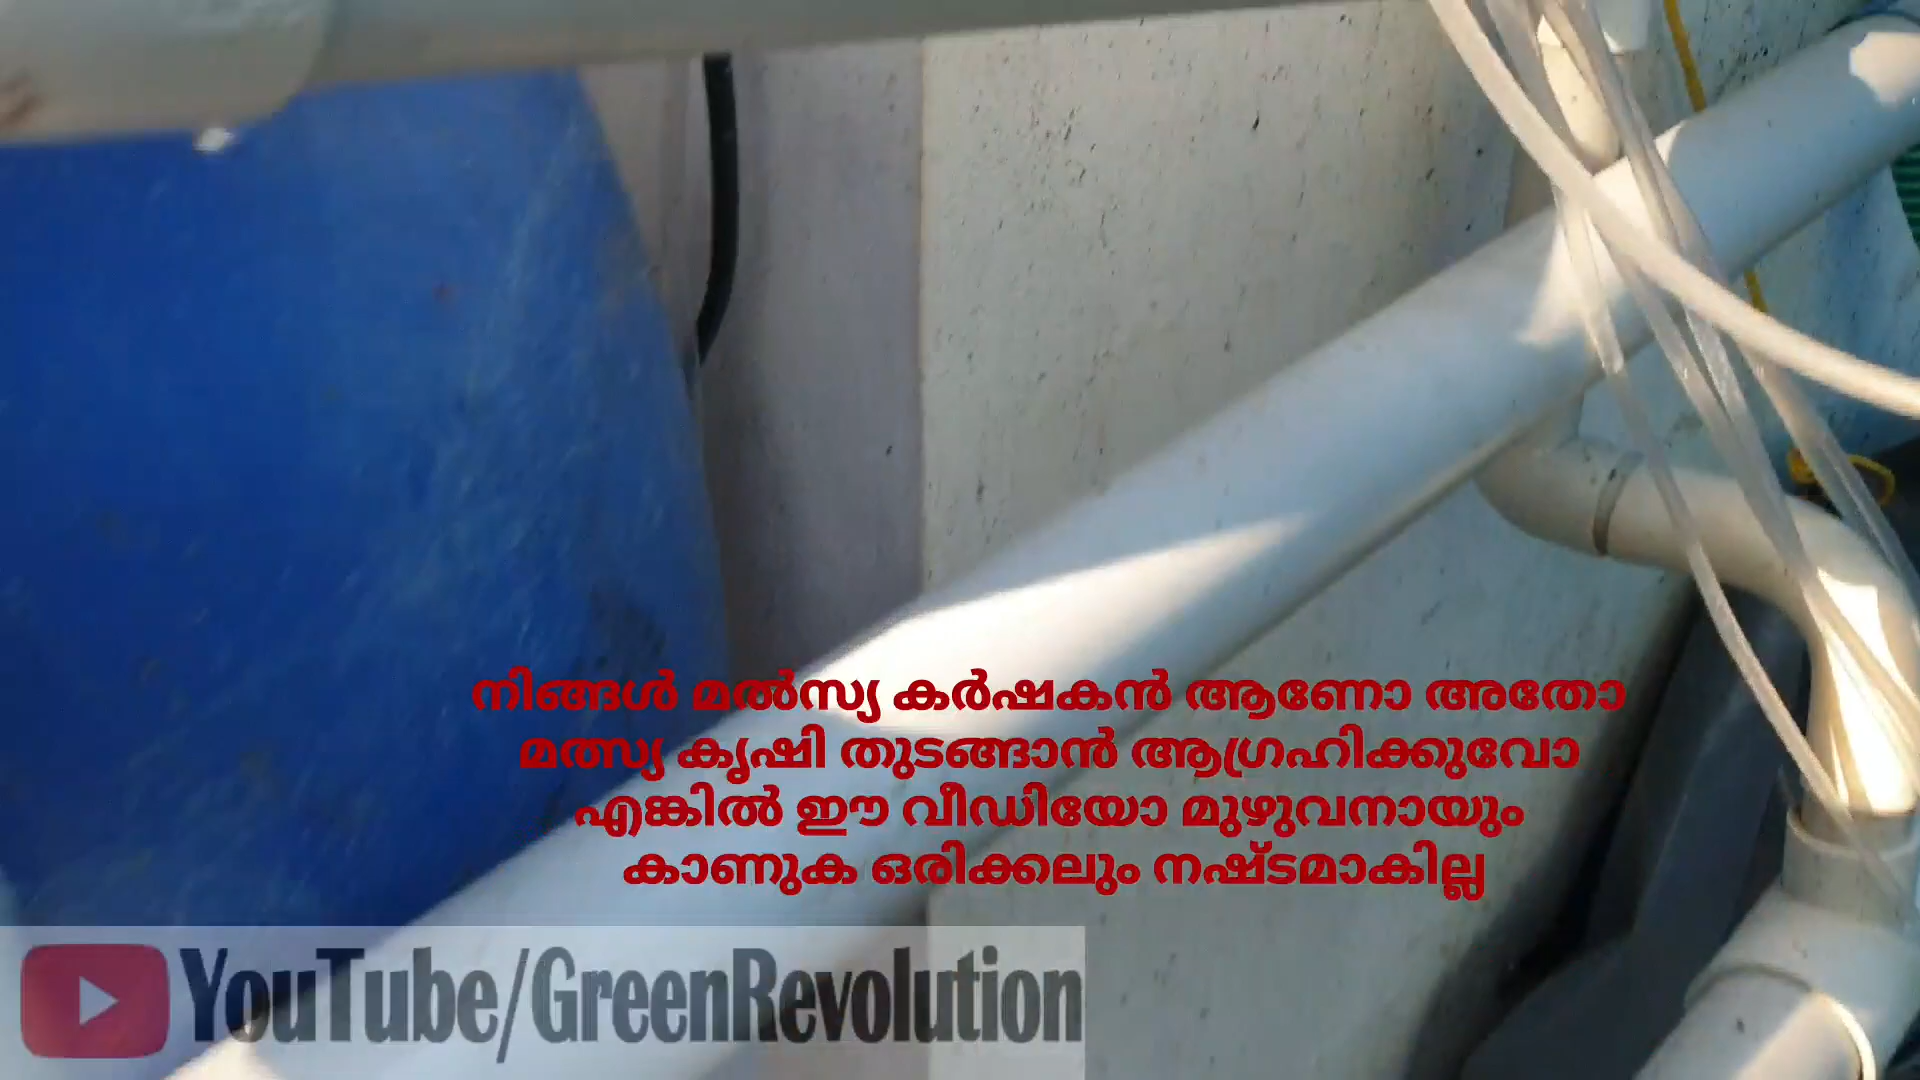 നിങ്ങൾ മൽസ്യ കർഷകൻ ആണോ അതോ
മത്സ്യ കൃഷി തുടങ്ങാൻ ആഗ്രഹിക്കുവോ
എങ്കിൽ ഈ വീഡിയോ മുഴുവനായും
കാണുക ഒരിക്കലും നഷ്ടമാകില്ല
YouTube/GreenRevolution